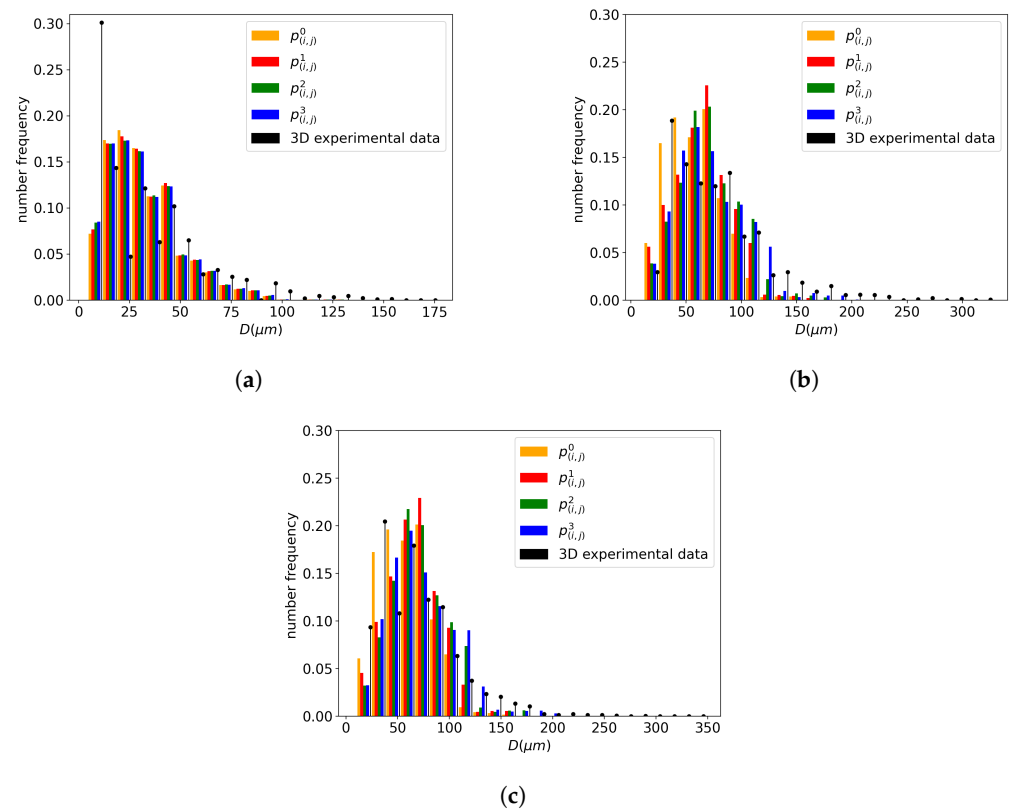 0.30
0.25
0.20
0.15
0.10
0.05
0.00
number frequency
0 25 50 75 100 125 150 175
D(μm)
p⁰₍ᵢ,ⱼ₎
p¹₍ᵢ,ⱼ₎
p²₍ᵢ,ⱼ₎
p³₍ᵢ,ⱼ₎
3D experimental data
(a)
0.30
0.25
0.20
0.15
0.10
0.05
0.00
number frequency
0 50 100 150 200 250 300
D(μm)
p⁰₍ᵢ,ⱼ₎
p¹₍ᵢ,ⱼ₎
p²₍ᵢ,ⱼ₎
p³₍ᵢ,ⱼ₎
3D experimental data
(b)
0.30
0.25
0.20
0.15
0.10
0.05
0.00
number frequency
0 50 100 150 200 250 300 350
D(μm)
p⁰₍ᵢ,ⱼ₎
p¹₍ᵢ,ⱼ₎
p²₍ᵢ,ⱼ₎
p³₍ᵢ,ⱼ₎
3D experimental data
(c)